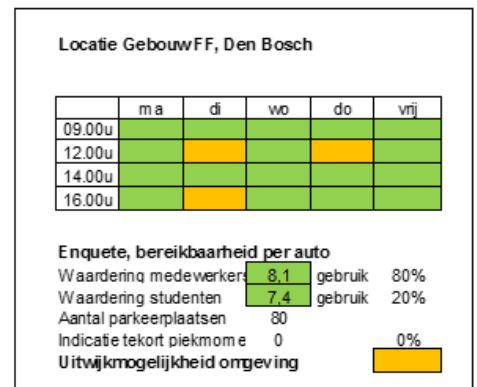 Locatie Gebouw FF, Den Bosch
ma di wo do vrij
09.00u
12.00u
14.00u
16.00u
Enquete, bereikbaarheid per auto
Waardering medewerkers 8,1 gebruik 80%
Waardering studenten 7,4 gebruik 20%
Aantal parkeerplaatsen 80
Indicatie tekort piekmome 0 0%
Uitwijkmogelijkheid omgeving